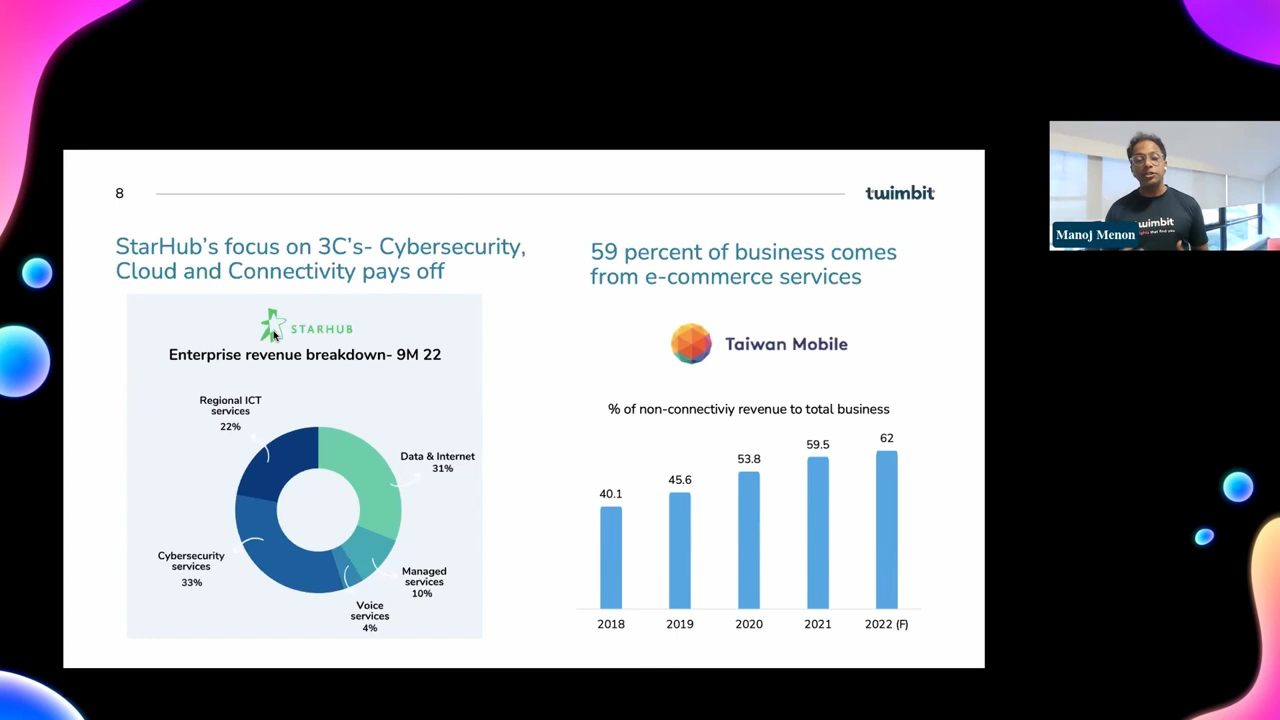 8
twimbit
StarHub's focus on 3C's- Cybersecurity,
Cloud and Connectivity pays off
STARHUB
Enterprise revenue breakdown- 9M 22
Regional ICT
services
22%
Data & Internet
31%
Cybersecurity
services
33%
Managed
services
10%
Voice
services
4%
59 percent of business comes
from e-commerce services
Taiwan Mobile
% of non-connectiviy revenue to total business
40.1
45.6
53.8
59.5
62
2018
2019
2020
2021
2022 (F)
wimbit
Manoj Menon